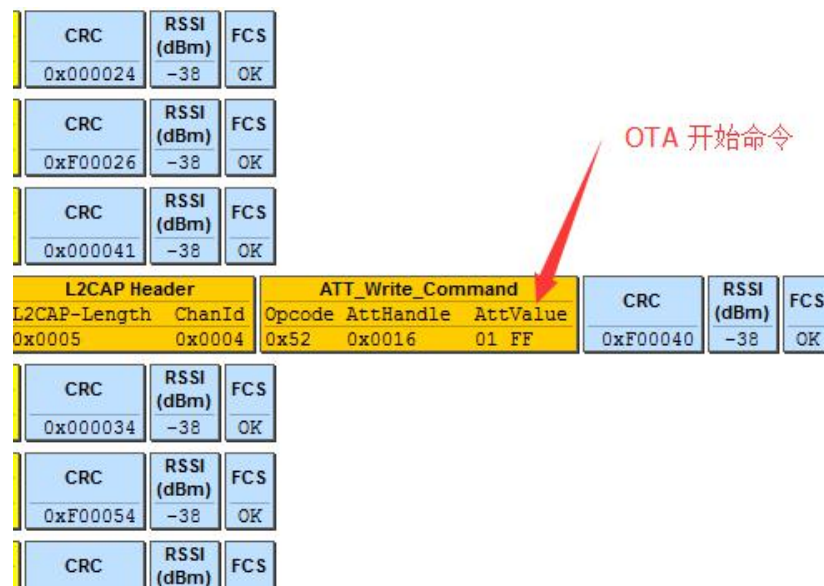 CRC RSSI (dBm) FCS
0x000024 -38 OK
CRC RSSI (dBm) FCS
0xF00026 -38 OK
OTA 开始命令
CRC RSSI (dBm) FCS
0x000041 -38 OK
L2CAP Header ATT_Write_Command CRC RSSI (dBm) FCS
L2CAP-Length ChanId Opcode AttHandle AttValue
0x0005 0x0004 0x52 0x0016 01 FF 0xF00040 -38 OK
CRC RSSI (dBm) FCS
0x000034 -38 OK
CRC RSSI (dBm) FCS
0xF00054 -38 OK
CRC RSSI (dBm) FCS